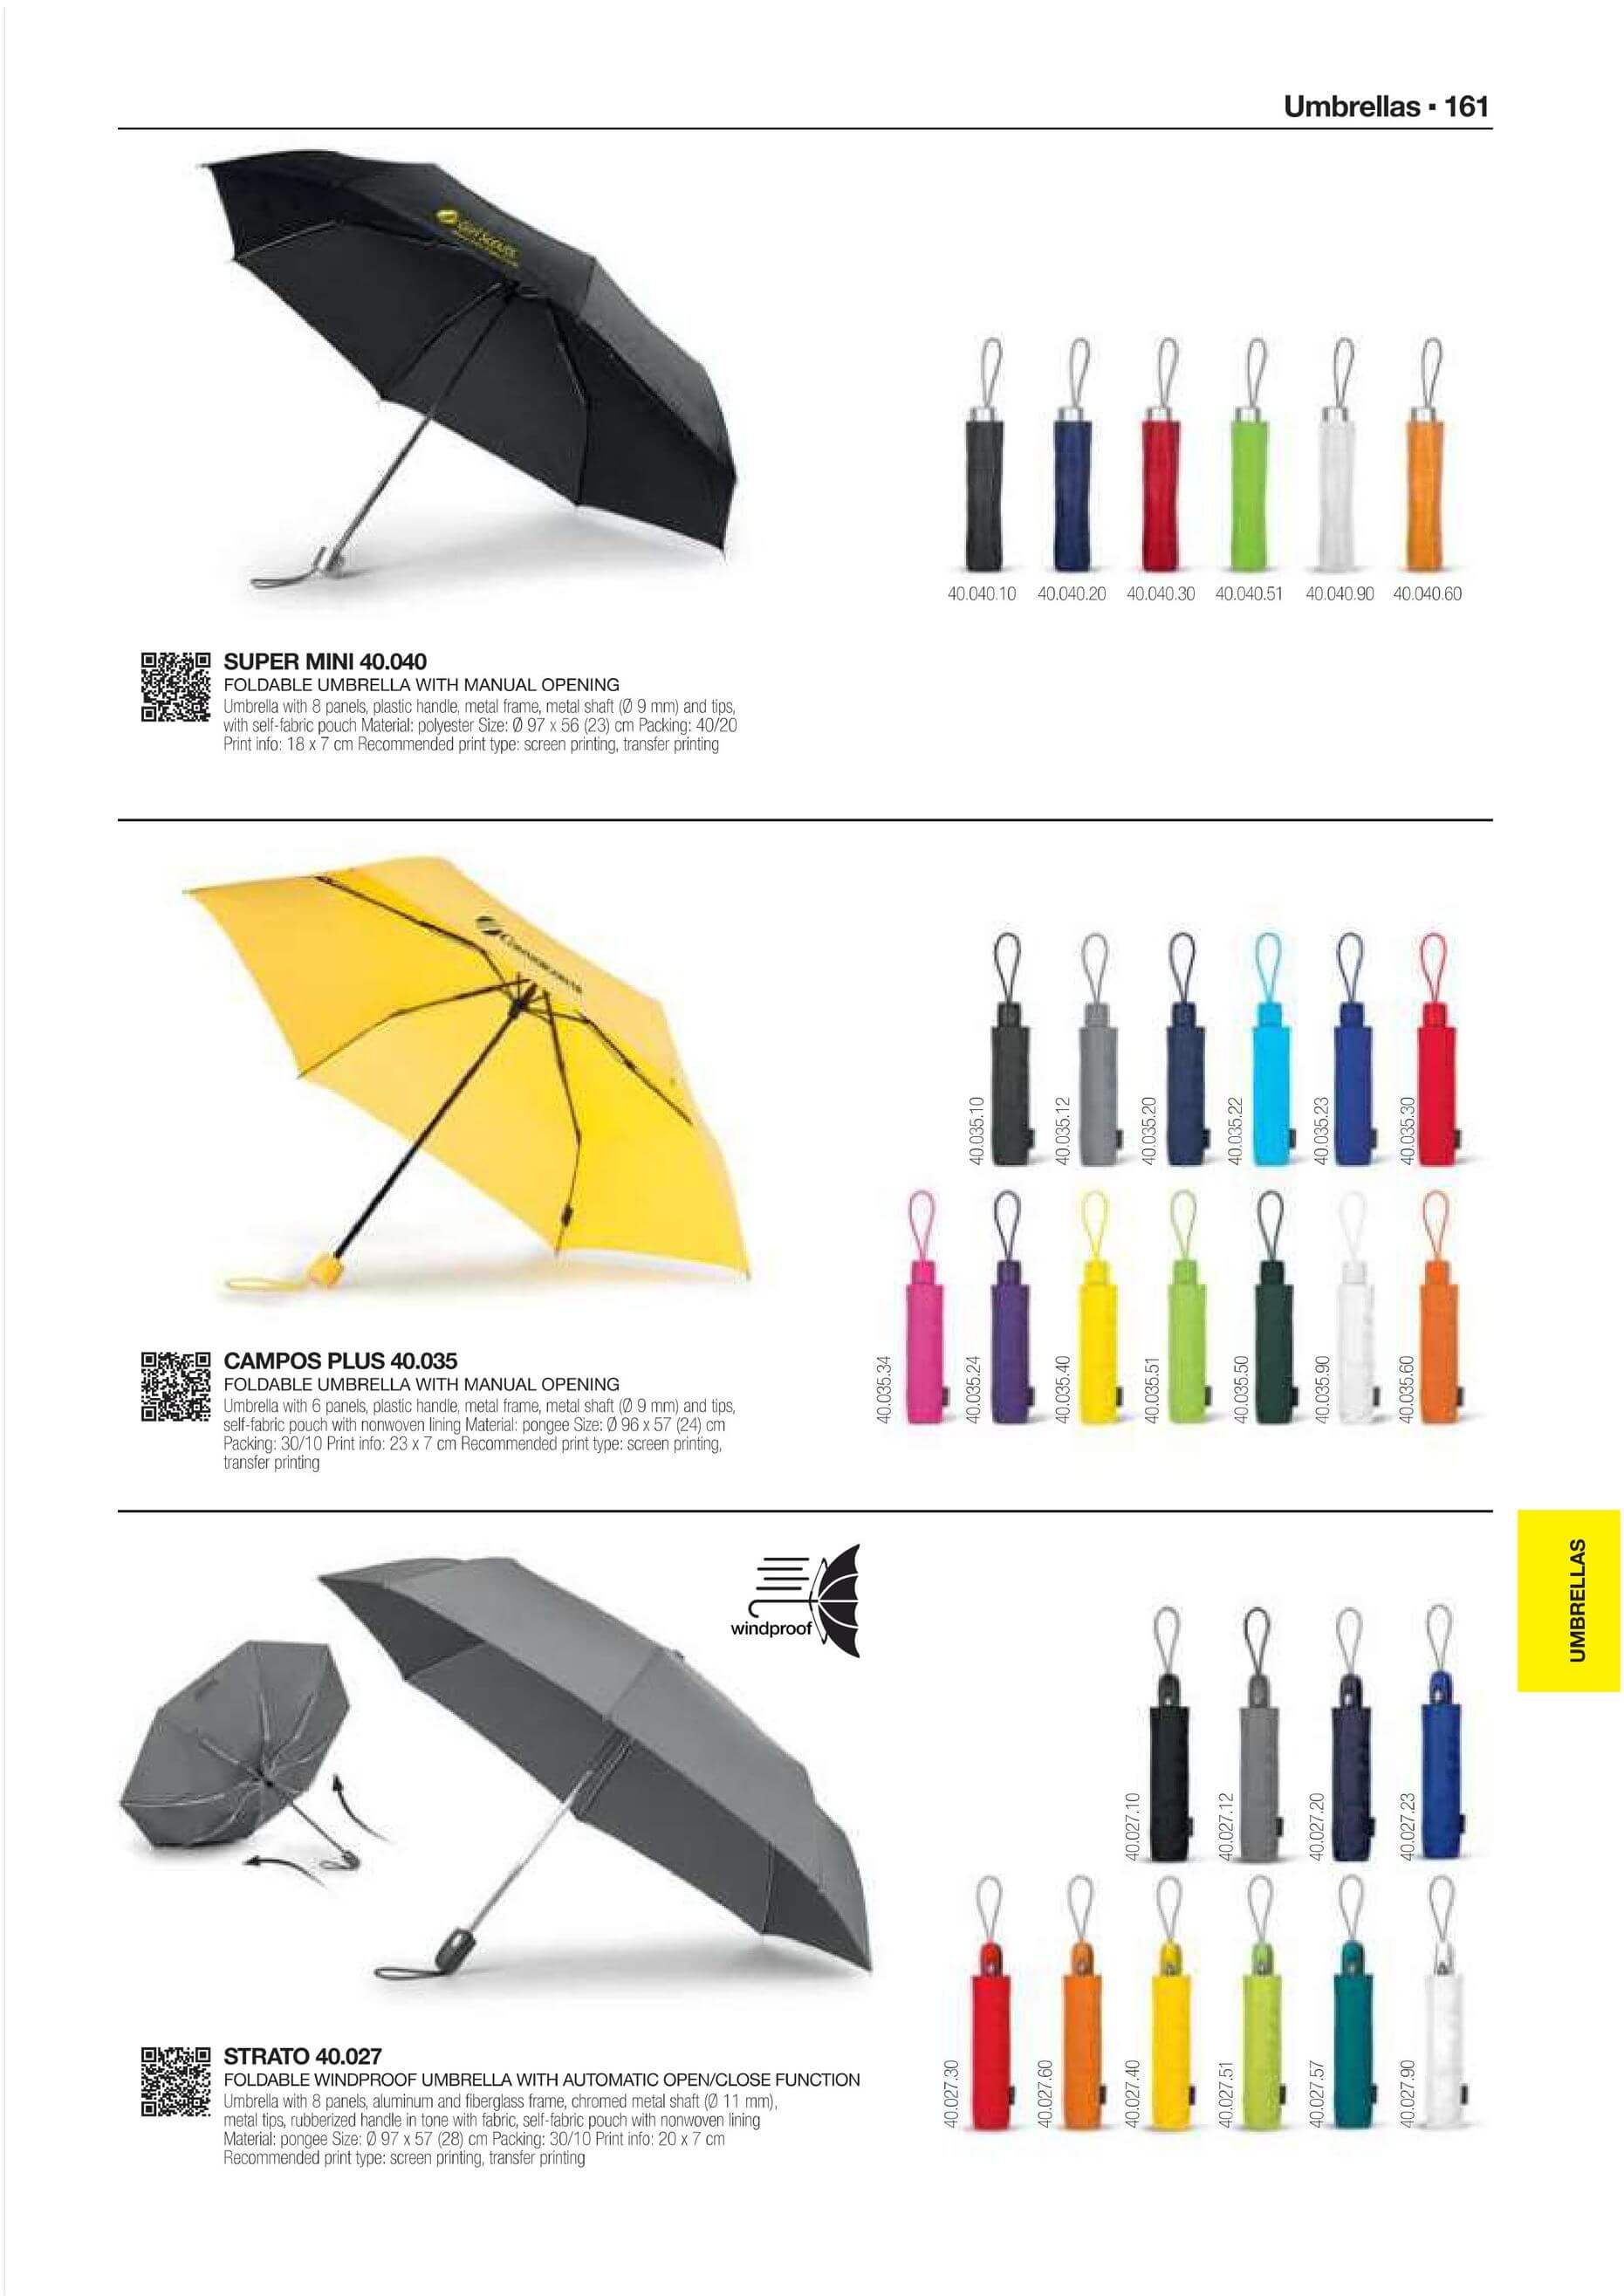 Umbrellas ▪ 161
40.040.10 40.040.20 40.040.30 40.040.51 40.040.90 40.040.60
SUPER MINI 40.040
FOLDABLE UMBRELLA WITH MANUAL OPENING
Umbrella with 8 panels, plastic handle, metal frame, metal shaft (Ø 9 mm) and tips,
with self-fabric pouch Material: polyester Size: Ø 97 x 56 (23) cm Packing: 40/20
Print info: 18 x 7 cm Recommended print type: screen printing, transfer printing
40.035.10 40.035.12 40.035.20 40.035.22 40.035.23 40.035.30
40.035.34 40.035.24 40.035.40 40.035.51 40.035.50 40.035.90 40.035.60
CAMPOS PLUS 40.035
FOLDABLE UMBRELLA WITH MANUAL OPENING
Umbrella with 6 panels, plastic handle, metal frame, metal shaft (Ø 9 mm) and tips,
self-fabric pouch with nonwoven lining Material: pongee Size: Ø 96 x 57 (24) cm
Packing: 30/10 Print info: 23 x 7 cm Recommended print type: screen printing,
transfer printing
windproof
UMBRELLAS
40.027.10 40.027.12 40.027.20 40.027.23
40.027.30 40.027.60 40.027.40 40.027.51 40.027.57 40.027.90
STRATO 40.027
FOLDABLE WINDPROOF UMBRELLA WITH AUTOMATIC OPEN/CLOSE FUNCTION
Umbrella with 8 panels, aluminum and fiberglass frame, chromed metal shaft (Ø 11 mm),
metal tips, rubberized handle in tone with fabric, self-fabric pouch with nonwoven lining
Material: pongee Size: Ø 97 x 57 (28) cm Packing: 30/10 Print info: 20 x 7 cm
Recommended print type: screen printing, transfer printing